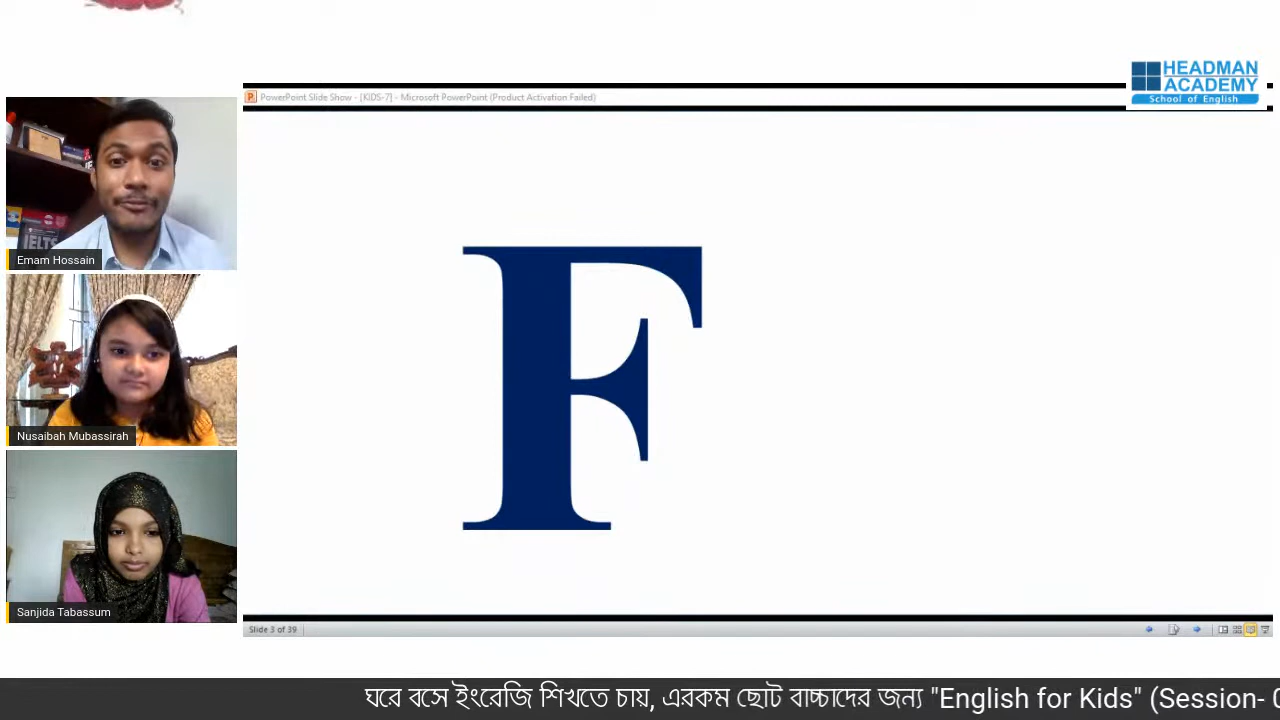 HEADMAN
ACADEMY
School of English
PowerPoint Slide Show - [KIDS-7] - Microsoft PowerPoint (Product Activation Failed)
IELTS
Emam Hossain
F
Nusaibah Mubassirah
Sanjida Tabassum
Slide 3 of 39
ঘরে বসে ইংরেজি শিখতে চায়, এরকম ছোট বাচ্চাদের জন্য "English for Kids" (Session-